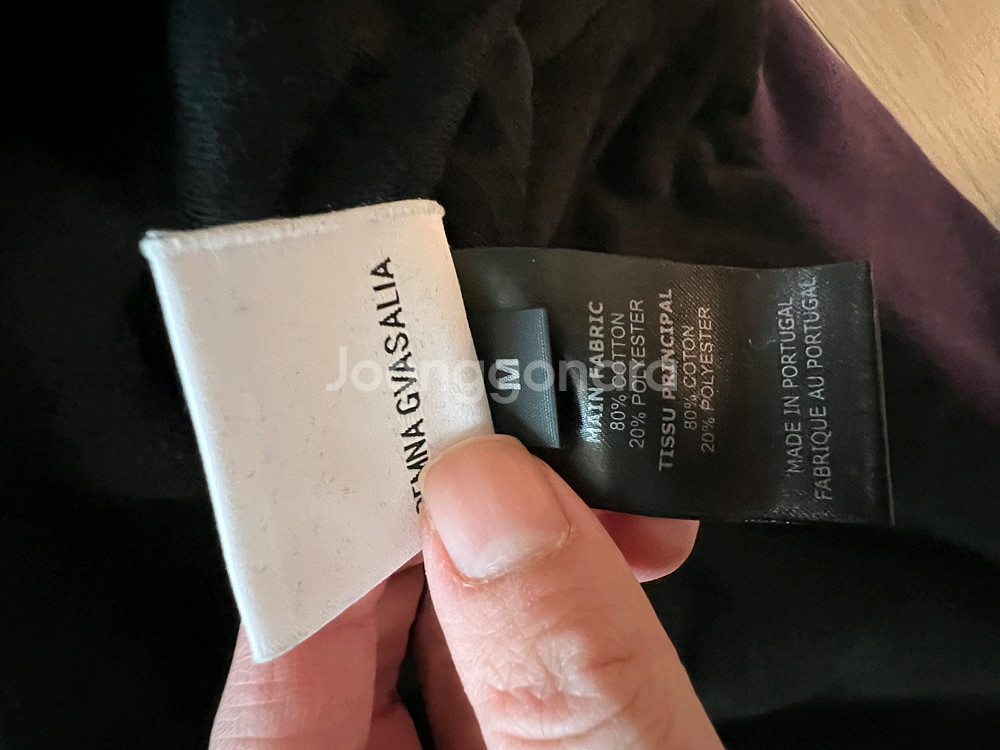 DEMNA GVASALIA
M
MAIN FABRIC
80% COTTON
20% POLYESTER
TISSU PRINCIPAL
80% COTON
20% POLYESTER
MADE IN PORTUGAL
FABRIQUE AU PORTUGAL